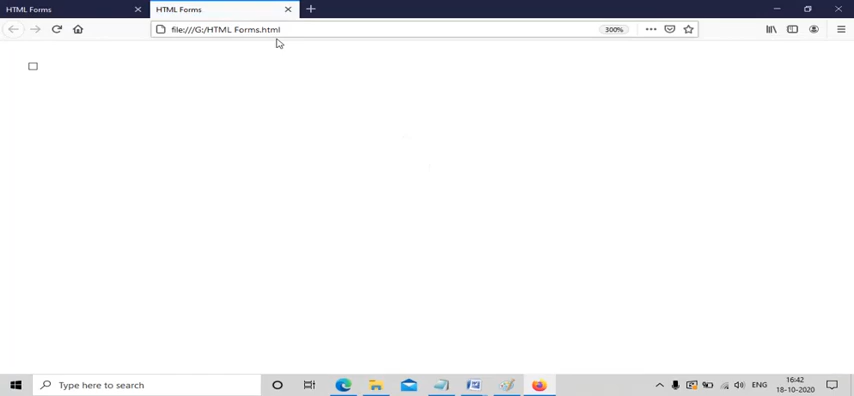 HTML Forms
HTML Forms
file:///G:/HTML Forms.html
300%
Type here to search
ENG
16:42
18-10-2020